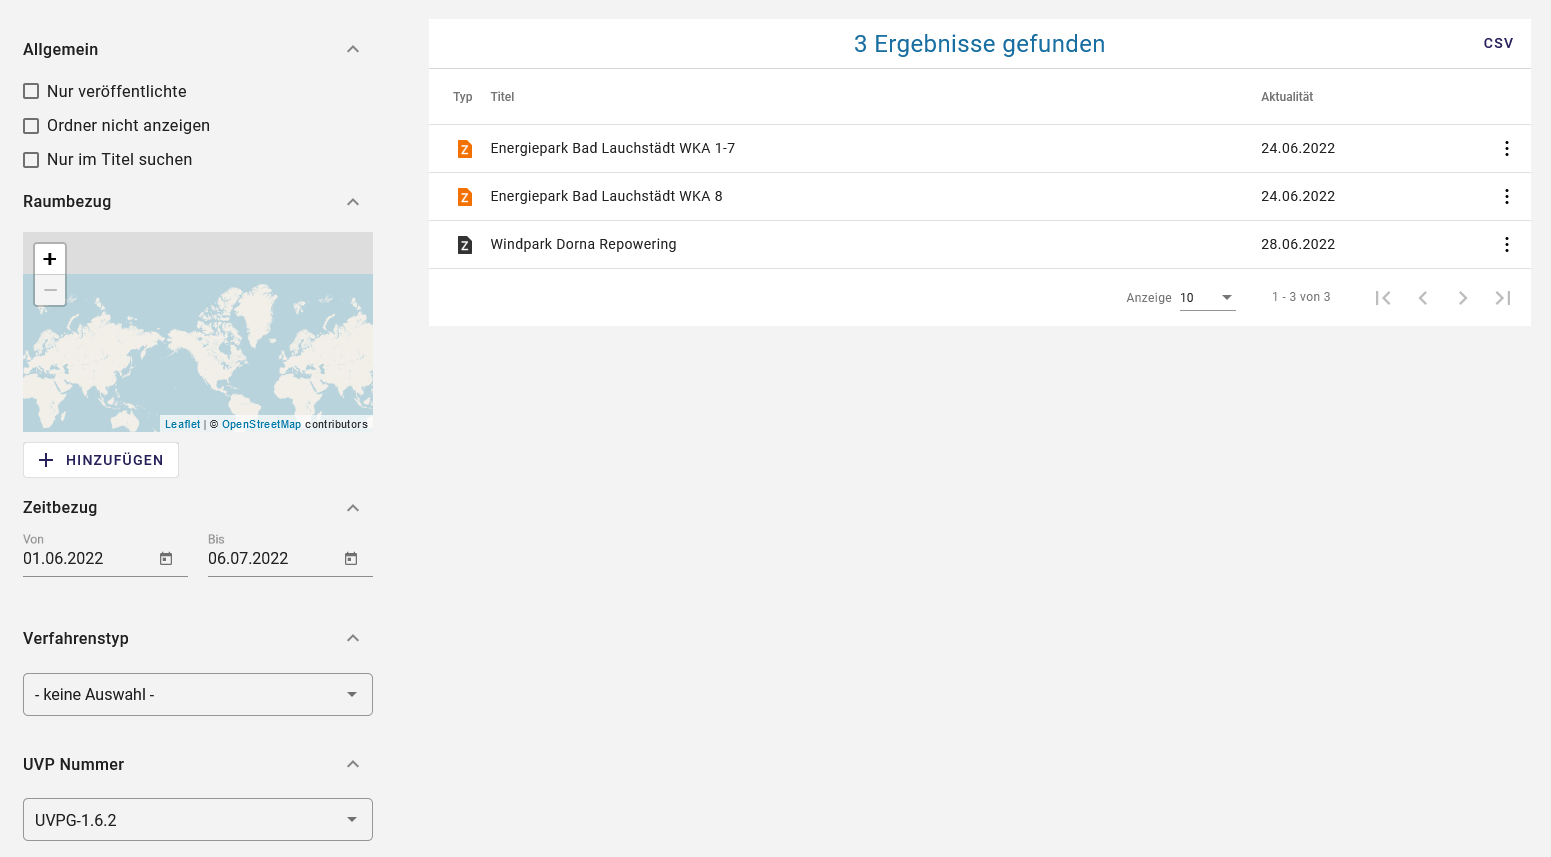 Allgemein
Nur veröffentlichte
Ordner nicht anzeigen
Nur im Titel suchen
Raumbezug
+
−
Leaflet | © OpenStreetMap contributors
HINZUFÜGEN
Zeitbezug
Von Bis
01.06.2022 06.07.2022
Verfahrenstyp
- keine Auswahl -
UVP Nummer
UVPG-1.6.2
3 Ergebnisse gefunden CSV
Typ Titel Aktualität
Z Energiepark Bad Lauchstädt WKA 1-7 24.06.2022
Z Energiepark Bad Lauchstädt WKA 8 24.06.2022
Z Windpark Dorna Repowering 28.06.2022
Anzeige 10 1 - 3 von 3